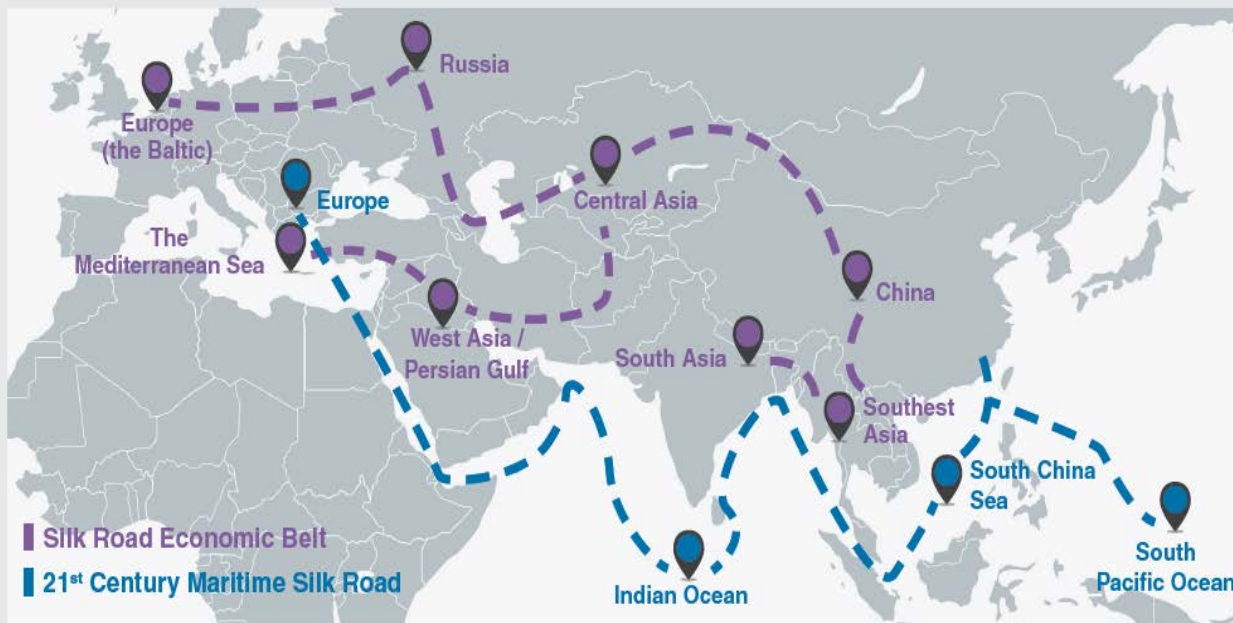 Russia
Europe
(the Baltic)
Europe
Central Asia
The
Mediterranean Sea
China
West Asia /
Persian Gulf
South Asia
Southest
Asia
South China
Sea
Silk Road Economic Belt
21st Century Maritime Silk Road
Indian Ocean
South
Pacific Ocean